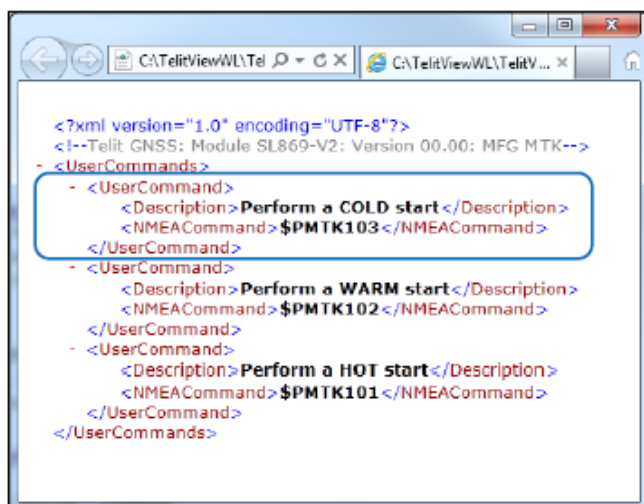 C:\TelitViewWL\Tel
C:\TelitViewWL\TelitV...
<?xml version="1.0" encoding="UTF-8"?>
<!--Telit GNSS: Module SL869-V2: Version 00.00: MFG MTK-->
- <UserCommands>
- <UserCommand>
<Description>Perform a COLD start</Description>
<NMEACommand>$PMTK103</NMEACommand>
</UserCommand>
- <UserCommand>
<Description>Perform a WARM start</Description>
<NMEACommand>$PMTK102</NMEACommand>
</UserCommand>
- <UserCommand>
<Description>Perform a HOT start</Description>
<NMEACommand>$PMTK101</NMEACommand>
</UserCommand>
</UserCommands>